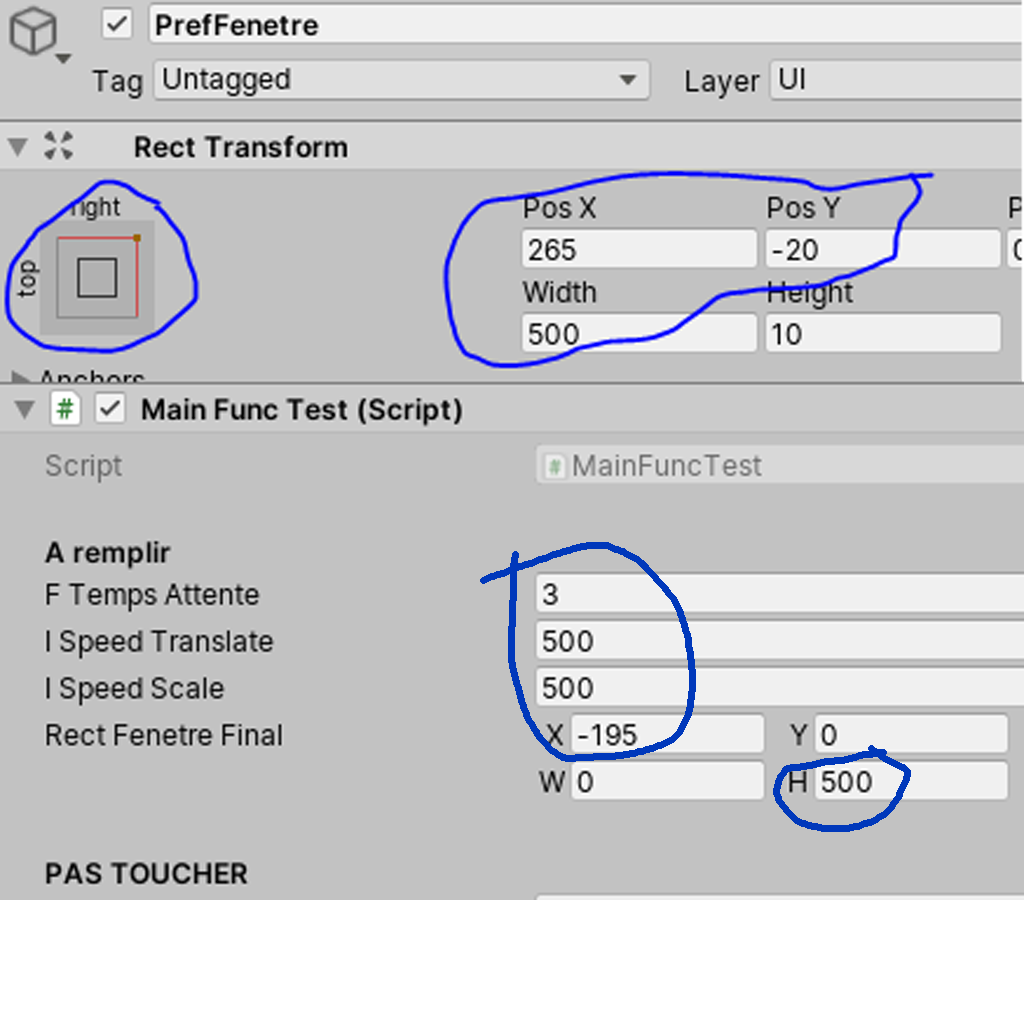 PrefFenetre
Tag Untagged Layer UI
Rect Transform
right
top
Pos X Pos Y P
265 -20 0
Width Height
500 10
Anchors
# Main Func Test (Script)
Script # MainFuncTest
A remplir
F Temps Attente 3
I Speed Translate 500
I Speed Scale 500
Rect Fenetre Final X -195 Y 0
W 0 H 500
PAS TOUCHER